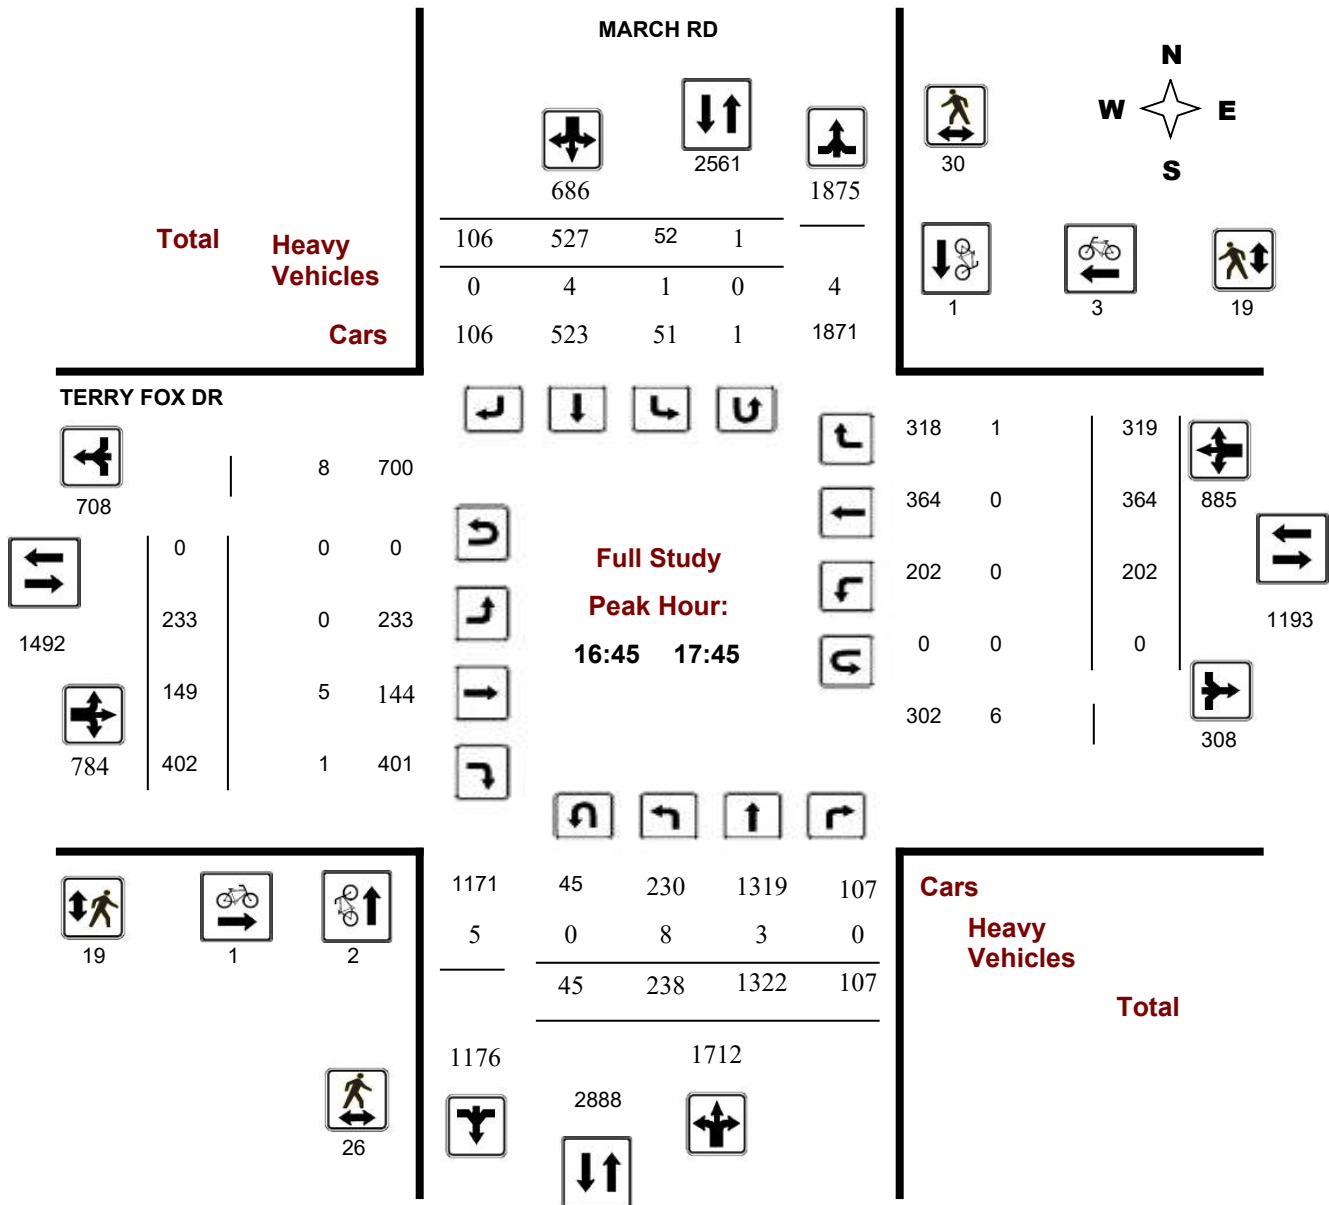 MARCH RD
N
W E
S
686 2561 1875 30
106 527 52 1
0 4 1 0 4
106 523 51 1 1871
1 3 19
Total Heavy
Vehicles
Cars
TERRY FOX DR
708
8 700
0 0 0
233 0 233
1492
149 5 144
784 402 1 401
Full Study
Peak Hour:
16:45 17:45
318 1 319
364 0 364 885
202 0 202
1193
0 0 0
302 6
308
19 1 2
1171 45 230 1319 107
5 0 8 3 0
45 238 1322 107
1176 1712
2888
26
Cars
Heavy
Vehicles
Total